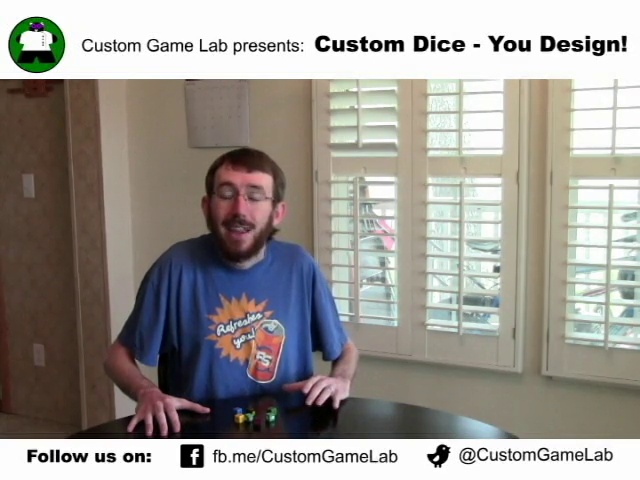 Custom Game Lab presents: Custom Dice - You Design!
Refreshes
you!
Follow us on: fb.me/CustomGameLab @CustomGameLab